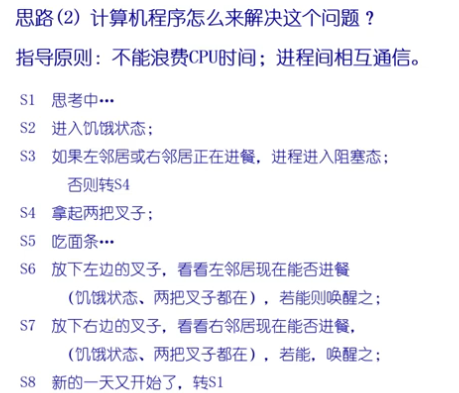 思路(2) 计算机程序怎么来解决这个问题？
指导原则：不能浪费CPU时间；进程间相互通信。
S1 思考中…
S2 进入饥饿状态；
S3 如果左邻居或右邻居正在进餐，进程进入阻塞态；
否则转S4
S4 拿起两把叉子；
S5 吃面条…
S6 放下左边的叉子，看看左邻居现在能否进餐
（饥饿状态、两把叉子都在），若能则唤醒之；
S7 放下右边的叉子，看看右邻居现在能否进餐，
（饥饿状态、两把叉子都在），若能，唤醒之；
S8 新的一天又开始了，转S1